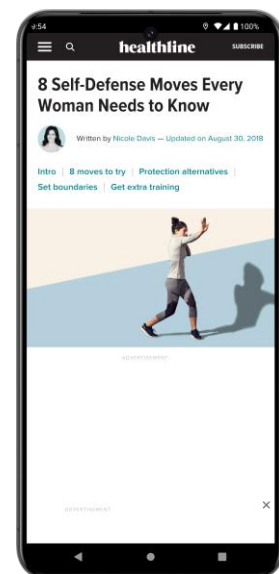 9:54 100%
healthline SUBSCRIBE
8 Self-Defense Moves Every
Woman Needs to Know
Written by Nicole Davis — Updated on August 30, 2018
Intro | 8 moves to try | Protection alternatives |
Set boundaries | Get extra training
ADVERTISEMENT
ADVERTISEMENT